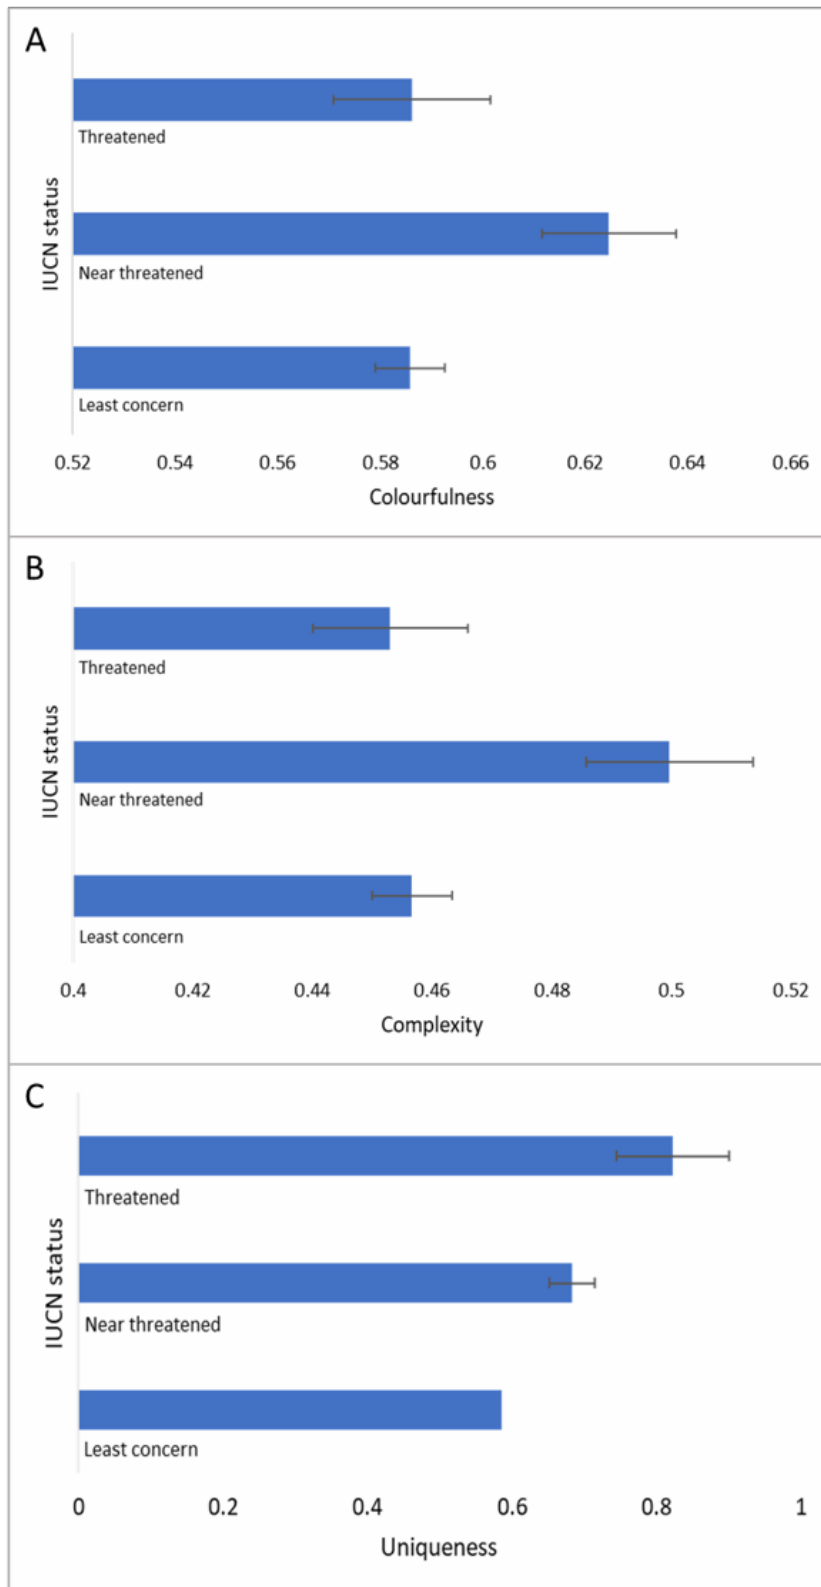 A
IUCN status
Threatened
Near threatened
Least concern
0.52 0.54 0.56 0.58 0.6 0.62 0.64 0.66
Colourfulness
B
IUCN status
Threatened
Near threatened
Least concern
0.4 0.42 0.44 0.46 0.48 0.5 0.52
Complexity
C
IUCN status
Threatened
Near threatened
Least concern
0 0.2 0.4 0.6 0.8 1
Uniqueness